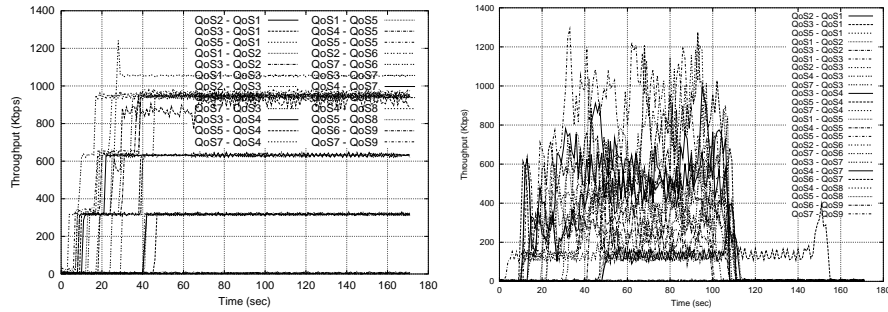 1400
1200
1000
800
600
400
200
0
Throughput (Kbps)
0 20 40 60 80 100 120 140 160 180
Time (sec)
QoS2 - QoS1
QoS3 - QoS1
QoS5 - QoS1
QoS1 - QoS2
QoS3 - QoS2
QoS1 - QoS3
QoS2 - QoS3
QoS7 - QoS3
QoS3 - QoS4
QoS5 - QoS4
QoS7 - QoS4
QoS1 - QoS5
QoS4 - QoS5
QoS5 - QoS5
QoS2 - QoS6
QoS7 - QoS6
QoS3 - QoS7
QoS4 - QoS7
QoS4 - QoS8
QoS5 - QoS8
QoS6 - QoS9
QoS7 - QoS9
1400
1200
1000
800
600
400
200
0
Throughput (Kbps)
0 20 40 60 80 100 120 140 160 180
Time (sec)
QoS2 - QoS1
QoS3 - QoS1
QoS5 - QoS1
QoS1 - QoS2
QoS3 - QoS2
QoS1 - QoS3
QoS2 - QoS3
QoS4 - QoS3
QoS7 - QoS3
QoS3 - QoS4
QoS5 - QoS4
QoS7 - QoS4
QoS1 - QoS5
QoS4 - QoS5
QoS5 - QoS5
QoS2 - QoS6
QoS7 - QoS6
QoS3 - QoS7
QoS4 - QoS7
QoS6 - QoS7
QoS4 - QoS8
QoS5 - QoS8
QoS6 - QoS9
QoS7 - QoS9